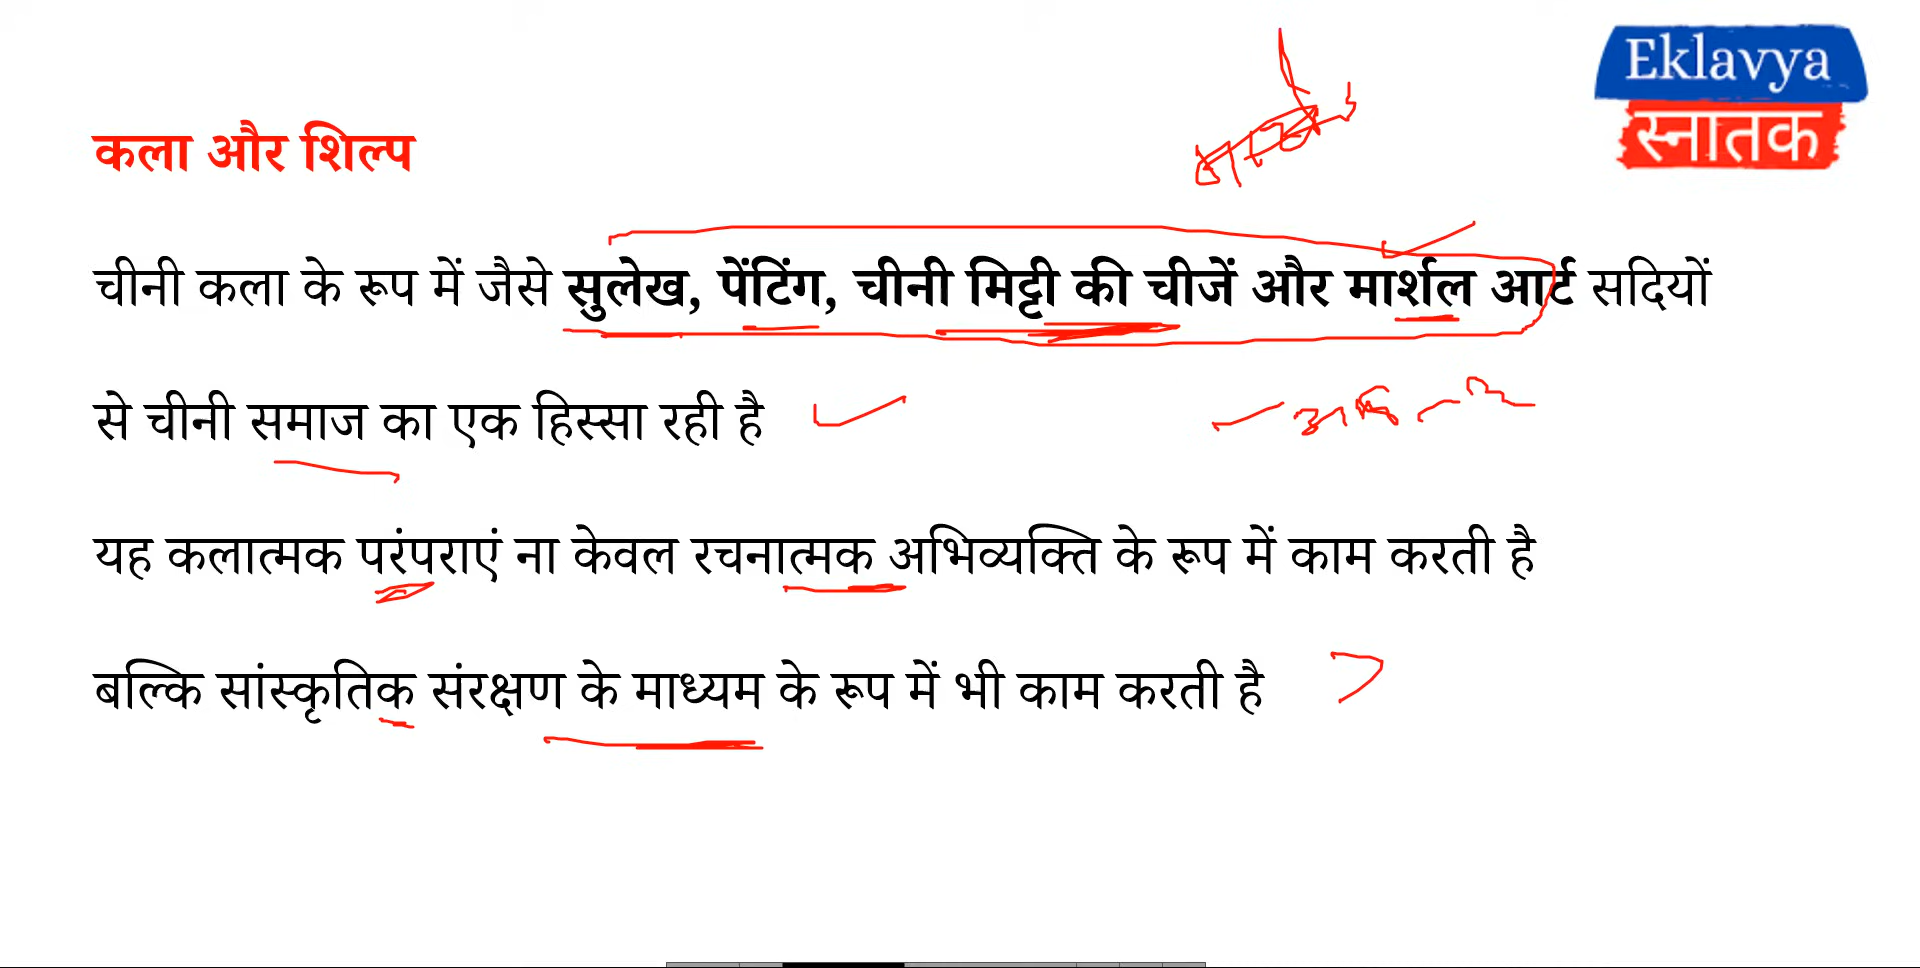 Eklavya
स्नातक
कला और शिल्प
चीनी कला के रूप में जैसे सुलेख, पेंटिंग, चीनी मिट्टी की चीजें और मार्शल आर्ट सदियों
से चीनी समाज का एक हिस्सा रही है
यह कलात्मक परंपराएं ना केवल रचनात्मक अभिव्यक्ति के रूप में काम करती है
बल्कि सांस्कृतिक संरक्षण के माध्यम के रूप में भी काम करती है